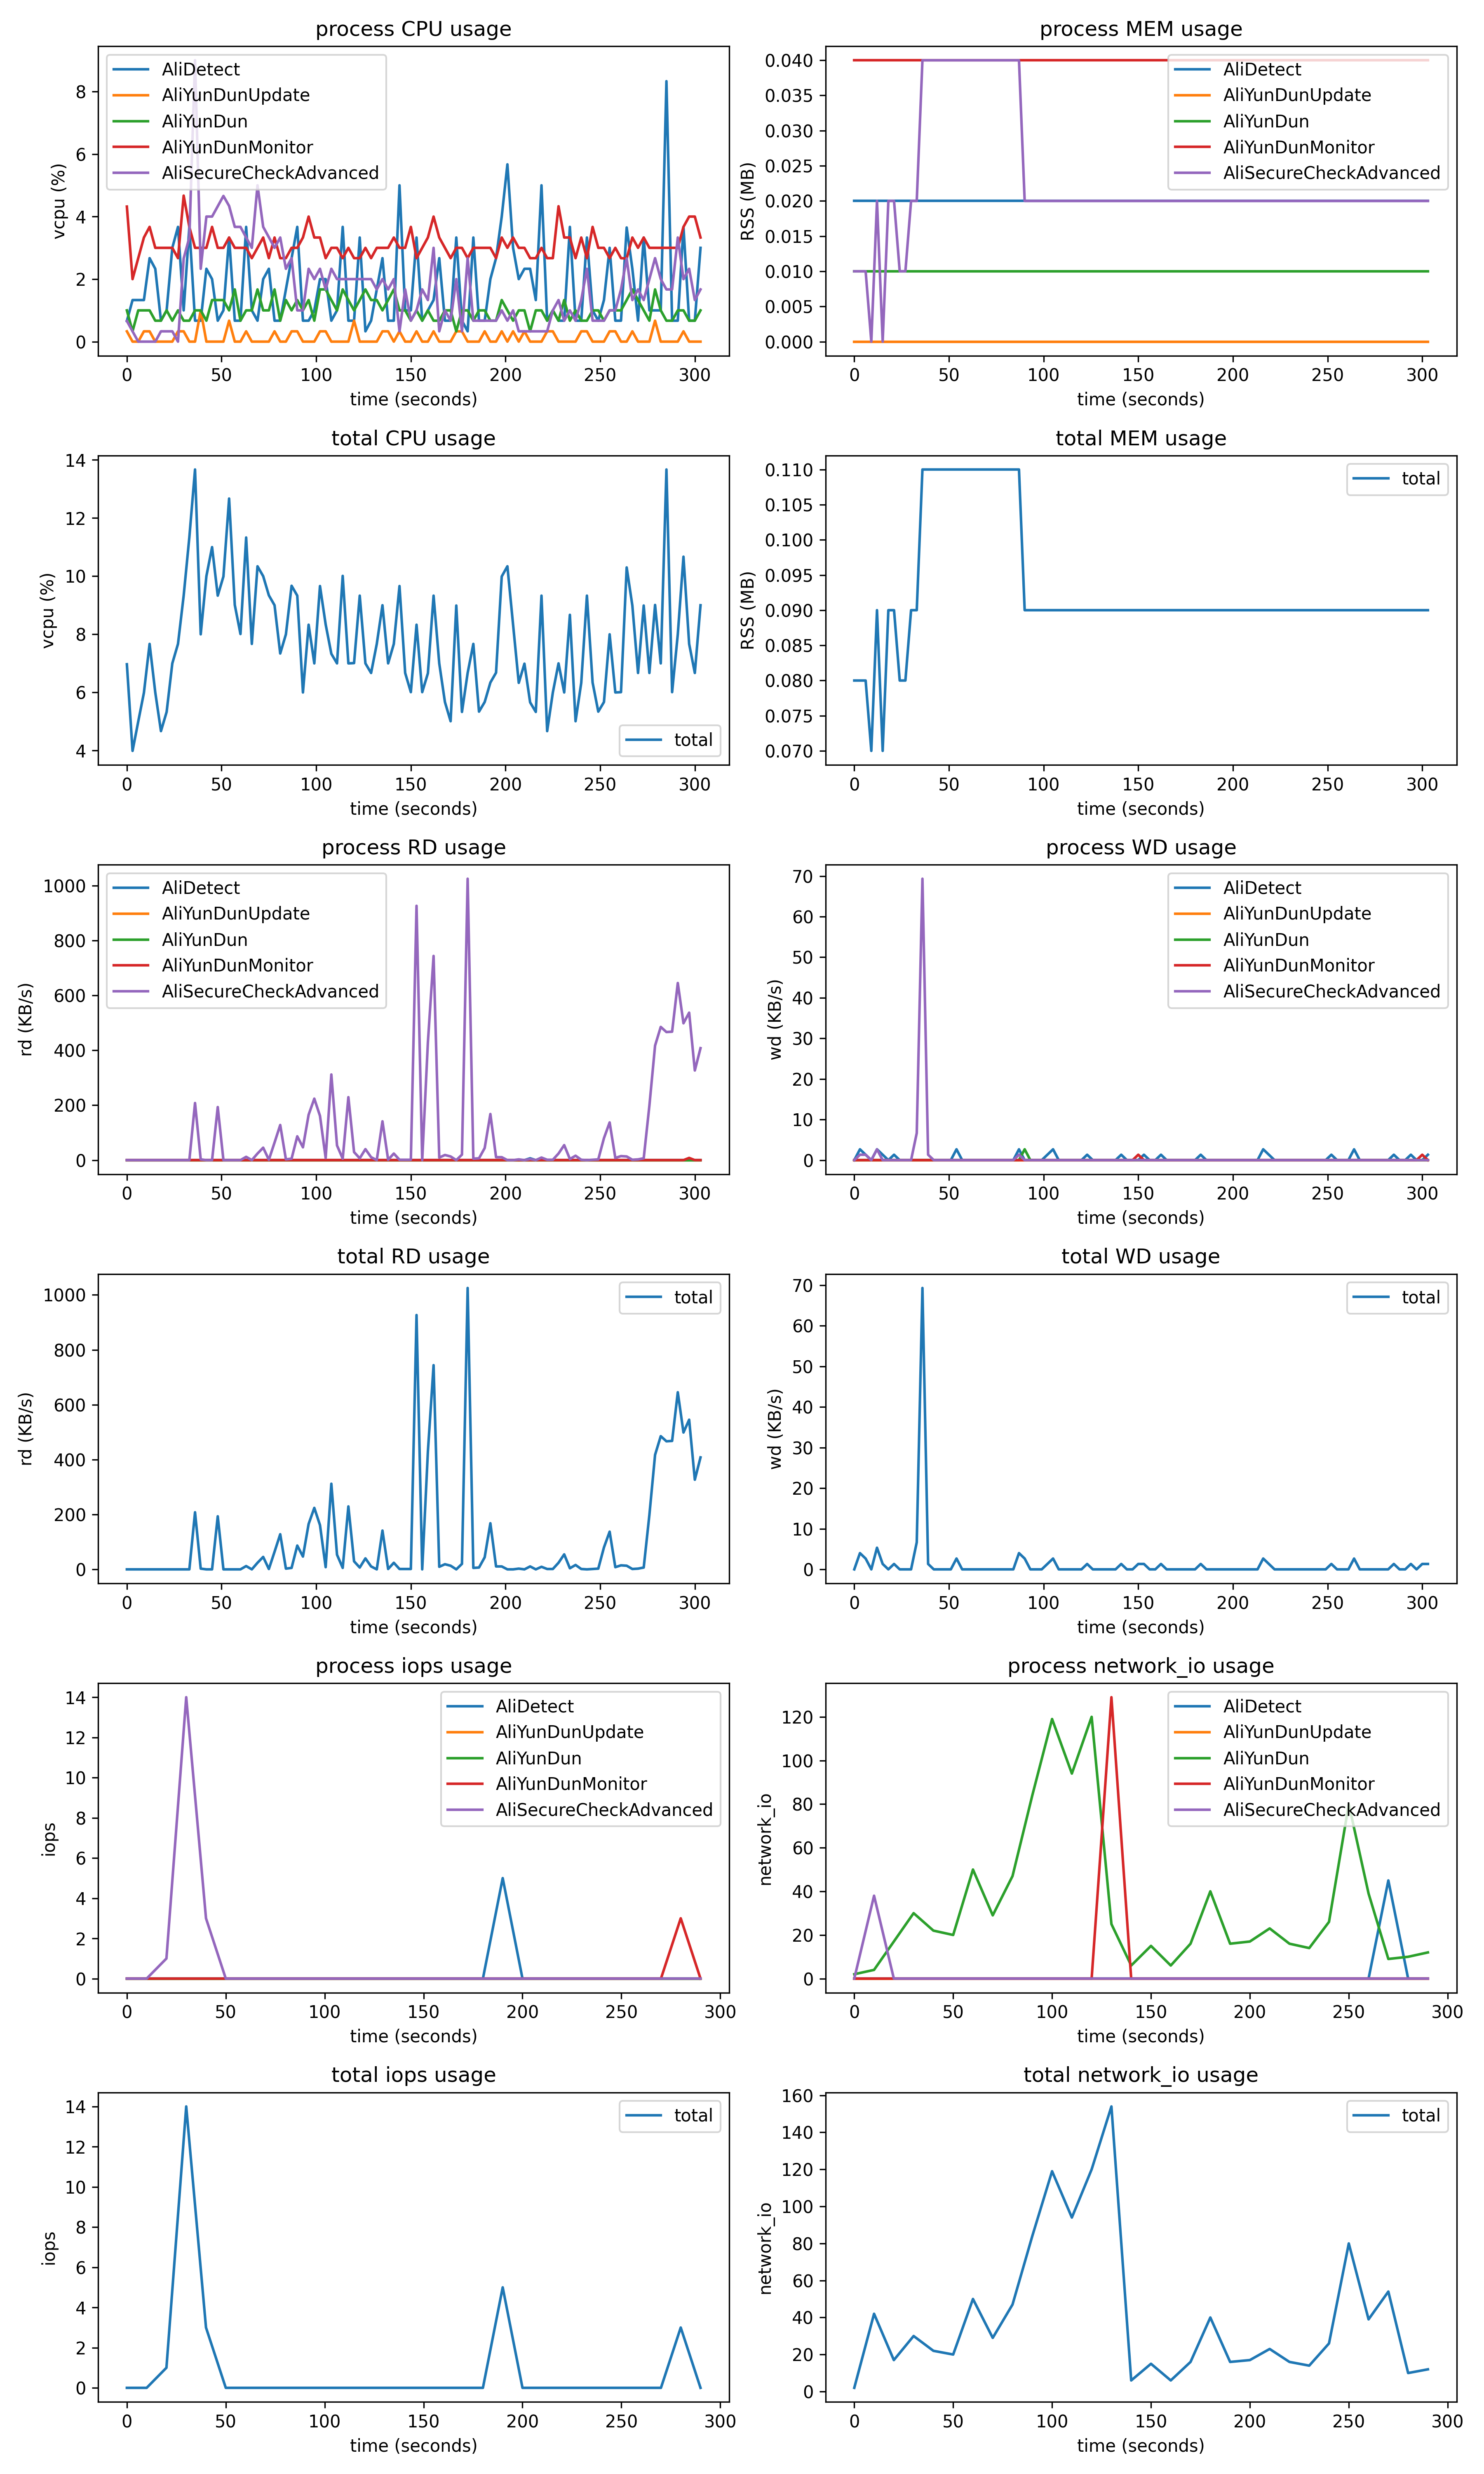 process CPU usage
vcpu (%)
8
6
4
2
0
AliDetect
AliYunDunUpdate
AliYunDun
AliYunDunMonitor
AliSecureCheckAdvanced
0 50 100 150 200 250 300
time (seconds)
process MEM usage
RSS (MB)
0.040
0.035
0.030
0.025
0.020
0.015
0.010
0.005
0.000
AliDetect
AliYunDunUpdate
AliYunDun
AliYunDunMonitor
AliSecureCheckAdvanced
0 50 100 150 200 250 300
time (seconds)
total CPU usage
vcpu (%)
14
12
10
8
6
4
total
0 50 100 150 200 250 300
time (seconds)
total MEM usage
RSS (MB)
0.110
0.105
0.100
0.095
0.090
0.085
0.080
0.075
0.070
total
0 50 100 150 200 250 300
time (seconds)
process RD usage
rd (KB/s)
1000
800
600
400
200
0
AliDetect
AliYunDunUpdate
AliYunDun
AliYunDunMonitor
AliSecureCheckAdvanced
0 50 100 150 200 250 300
time (seconds)
process WD usage
wd (KB/s)
70
60
50
40
30
20
10
0
AliDetect
AliYunDunUpdate
AliYunDun
AliYunDunMonitor
AliSecureCheckAdvanced
0 50 100 150 200 250 300
time (seconds)
total RD usage
rd (KB/s)
1000
800
600
400
200
0
total
0 50 100 150 200 250 300
time (seconds)
total WD usage
wd (KB/s)
70
60
50
40
30
20
10
0
total
0 50 100 150 200 250 300
time (seconds)
process iops usage
iops
14
12
10
8
6
4
2
0
AliDetect
AliYunDunUpdate
AliYunDun
AliYunDunMonitor
AliSecureCheckAdvanced
0 50 100 150 200 250 300
time (seconds)
process network_io usage
network_io
120
100
80
60
40
20
0
AliDetect
AliYunDunUpdate
AliYunDun
AliYunDunMonitor
AliSecureCheckAdvanced
0 50 100 150 200 250 300
time (seconds)
total iops usage
iops
14
12
10
8
6
4
2
0
total
0 50 100 150 200 250 300
time (seconds)
total network_io usage
network_io
160
140
120
100
80
60
40
20
0
total
0 50 100 150 200 250 300
time (seconds)